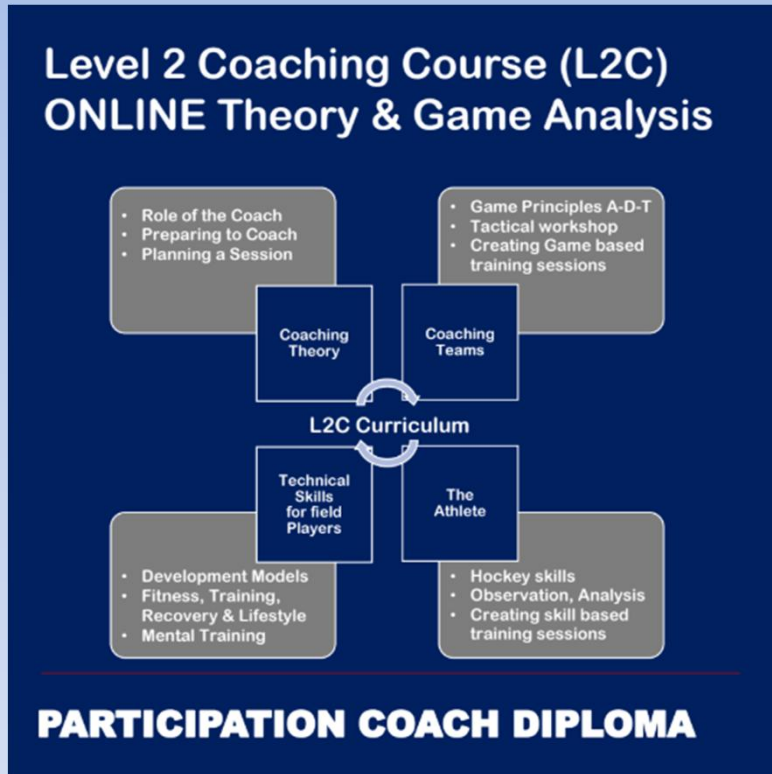 Level 2 Coaching Course (L2C)
ONLINE Theory & Game Analysis
• Role of the Coach
• Preparing to Coach
• Planning a Session
Coaching
Theory
• Game Principles A-D-T
• Tactical workshop
• Creating Game based
training sessions
Coaching
Teams
L2C Curriculum
Technical
Skills
for field
Players
• Development Models
• Fitness, Training,
Recovery & Lifestyle
• Mental Training
The
Athlete
• Hockey skills
• Observation, Analysis
• Creating skill based
training sessions
PARTICIPATION COACH DIPLOMA